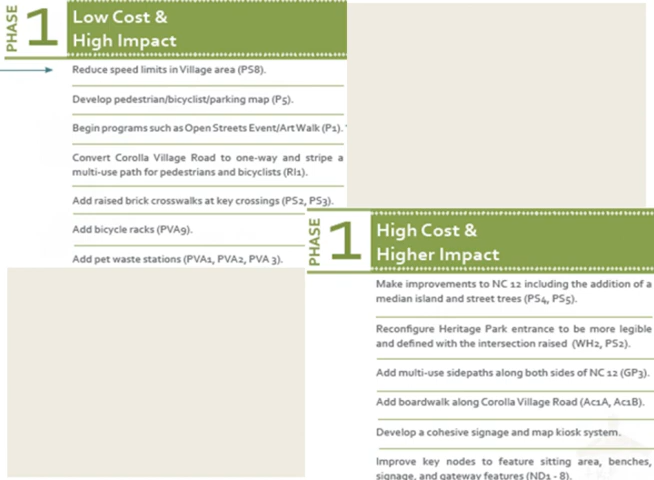 PHASE 1
Low Cost &
High Impact
Reduce speed limits in Village area (PS8).
Develop pedestrian/bicyclist/parking map (P5).
Begin programs such as Open Streets Event/Art Walk (P1).
Convert Corolla Village Road to one-way and stripe a
multi-use path for pedestrians and bicyclists (RI1).
Add raised brick crosswalks at key crossings (PS2, PS3).
Add bicycle racks (PVA9).
Add pet waste stations (PVA1, PVA2, PVA 3).
PHASE 1
High Cost &
Higher Impact
Make improvements to NC 12 including the addition of a
median island and street trees (PS4, PS5).
Reconfigure Heritage Park entrance to be more legible
and defined with the intersection raised (WH2, PS2).
Add multi-use sidepaths along both sides of NC 12 (GP3).
Add boardwalk along Corolla Village Road (Ac1A, Ac1B).
Develop a cohesive signage and map kiosk system.
Improve key nodes to feature sitting area, benches,
signage, and gateway features (ND1 - 8).